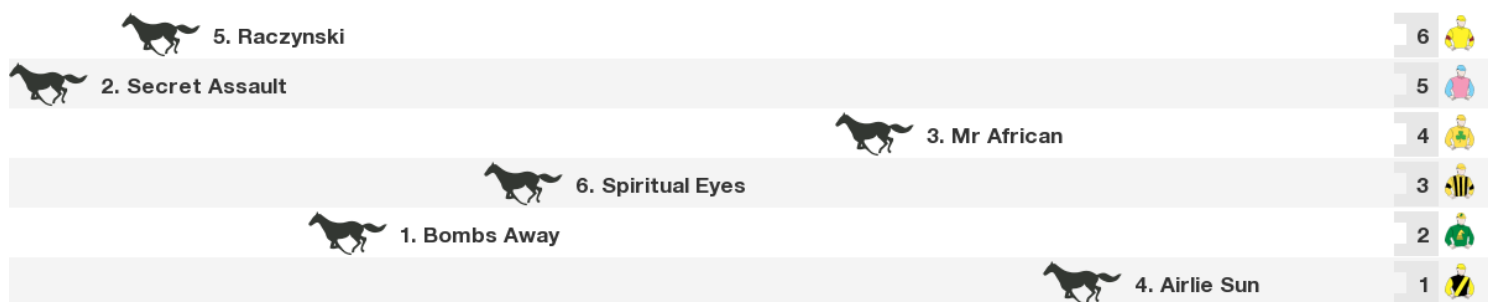 5. Raczynski 6
2. Secret Assault 5
3. Mr African 4
6. Spiritual Eyes 3
1. Bombs Away 2
4. Airlie Sun 1